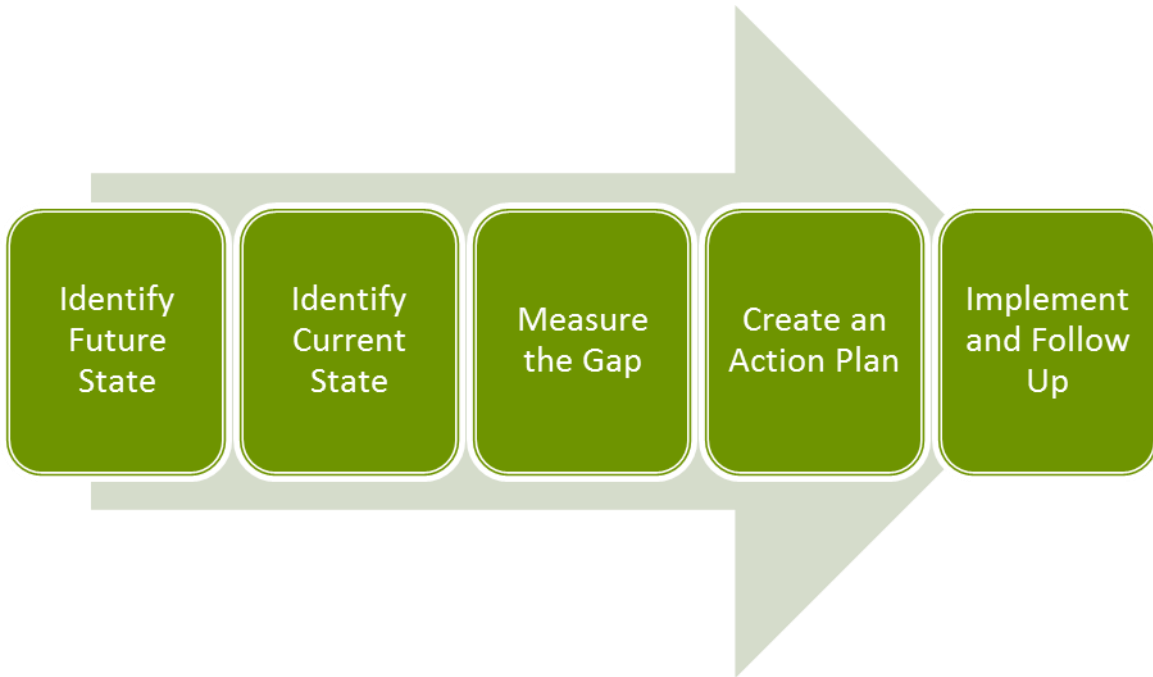 Identify
Future
State
Identify
Current
State
Measure
the Gap
Create an
Action Plan
Implement
and Follow
Up